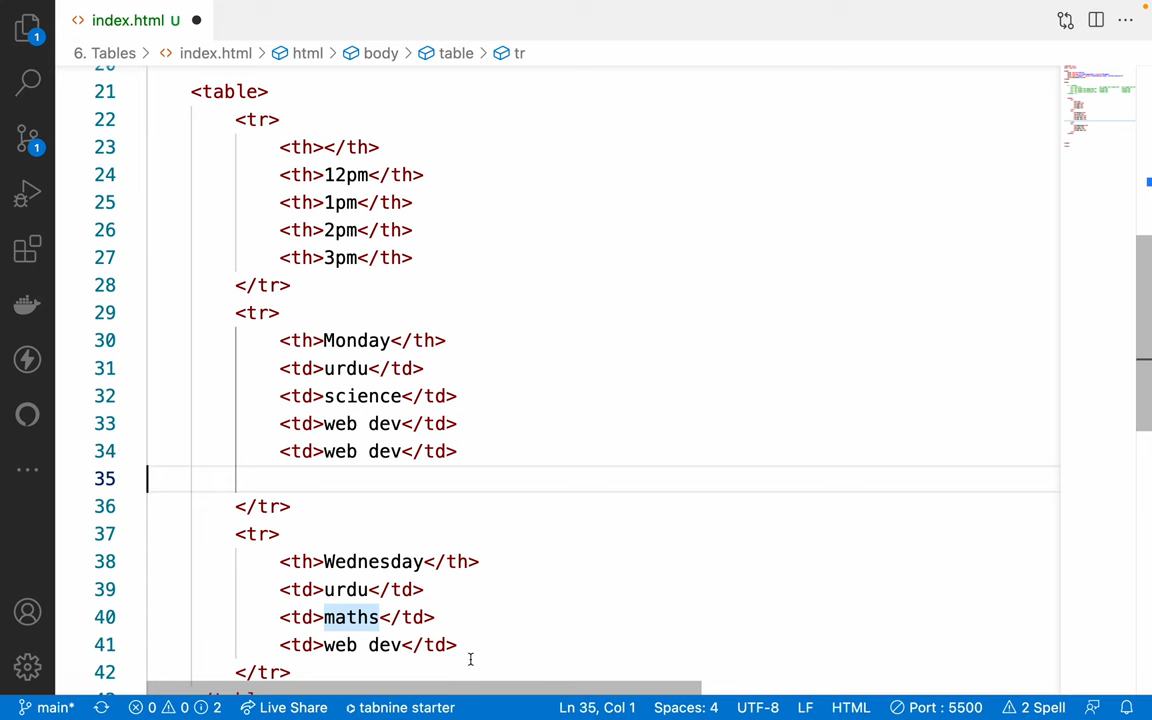 index.html U
6. Tables > index.html > html > body > table > tr
21 <table>
22 <tr>
23 <th></th>
24 <th>12pm</th>
25 <th>1pm</th>
26 <th>2pm</th>
27 <th>3pm</th>
28 </tr>
29 <tr>
30 <th>Monday</th>
31 <td>urdu</td>
32 <td>science</td>
33 <td>web dev</td>
34 <td>web dev</td>
35
36 </tr>
37 <tr>
38 <th>Wednesday</th>
39 <td>urdu</td>
40 <td>maths</td>
41 <td>web dev</td>
42 </tr>
1
1
main* 0 0 2 Live Share tabnine starter Ln 35, Col 1 Spaces: 4 UTF-8 LF HTML Port : 5500 2 Spell